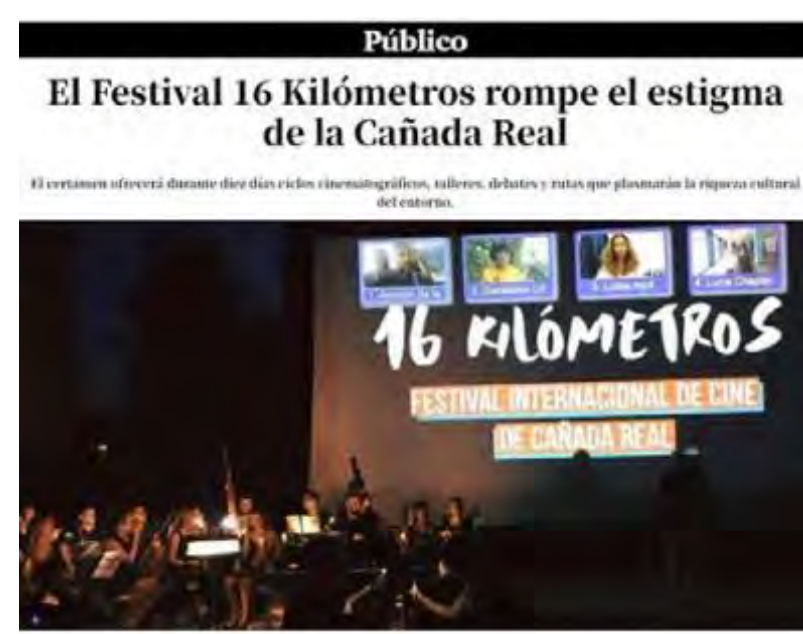 Público
El Festival 16 Kilómetros rompe el estigma
de la Cañada Real
El certamen ofrecerá durante diez días ciclos cinematográficos, talleres, debates y rutas que plasmarán la riqueza cultural
del entorno.
16 KILÓMETROS
FESTIVAL INTERNACIONAL DE CINE
DE CAÑADA REAL